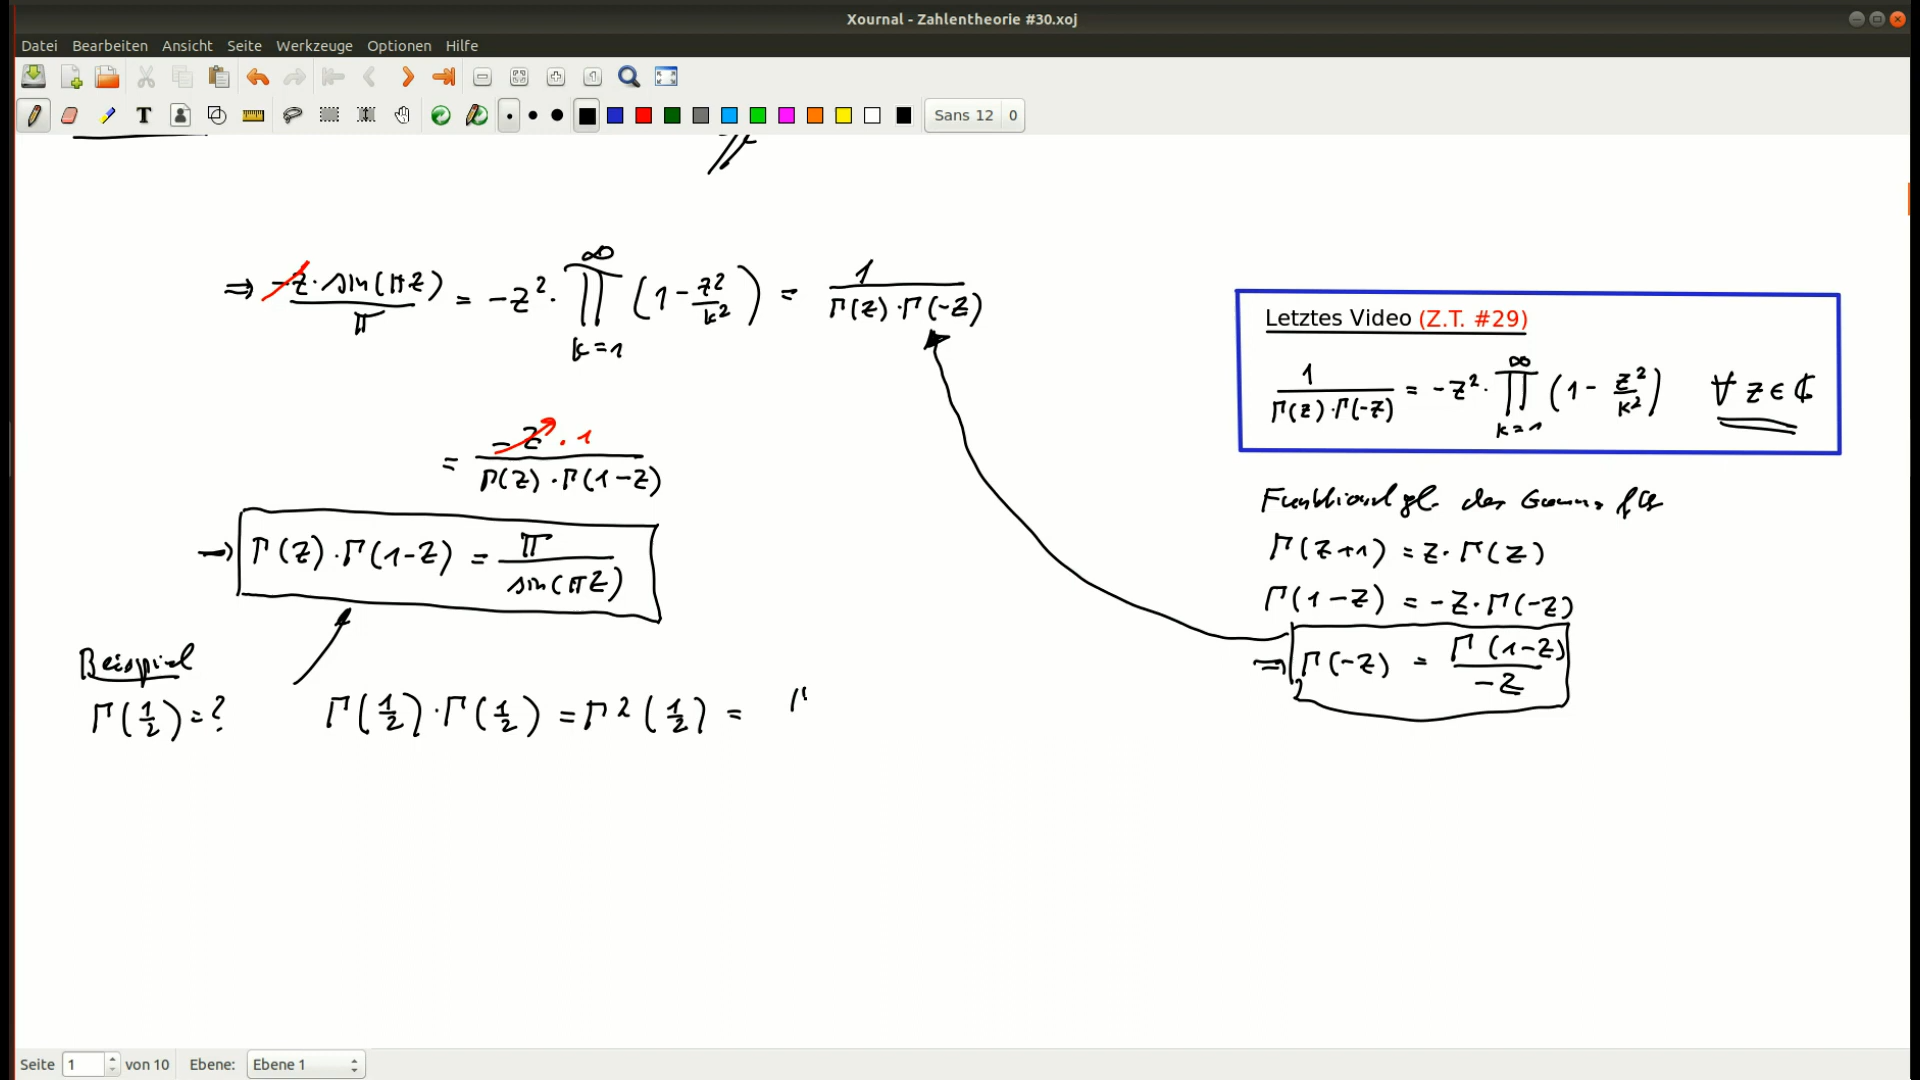 Xournal - Zahlentheorie #30.xoj
Datei Bearbeiten Ansicht Seite Werkzeuge Optionen Hilfe
Sans 12 0
⇒ -z·sin(πz)/π = -z²·∏_{k=1}^{∞} (1 - z²/k²) = 1/(Γ(z)·Γ(-z))
= -z·1/(Γ(z)·Γ(1-z))
→ Γ(z)·Γ(1-z) = π/sin(πz)
Beispiel
Γ(1/2) = ? Γ(1/2)·Γ(1/2) = Γ²(1/2) =
Letztes Video (Z.T. #29)
1/(Γ(z)·Γ(-z)) = -z²·∏_{k=1}^{∞} (1 - z²/k²) ∀ z ∈ ℂ
der
Γ(z+1) = z·Γ(z)
Γ(1-z) = -z·Γ(-z)
⇒ Γ(-z) = Γ(1-z)/-z
Seite 1 von 10 Ebene: Ebene 1